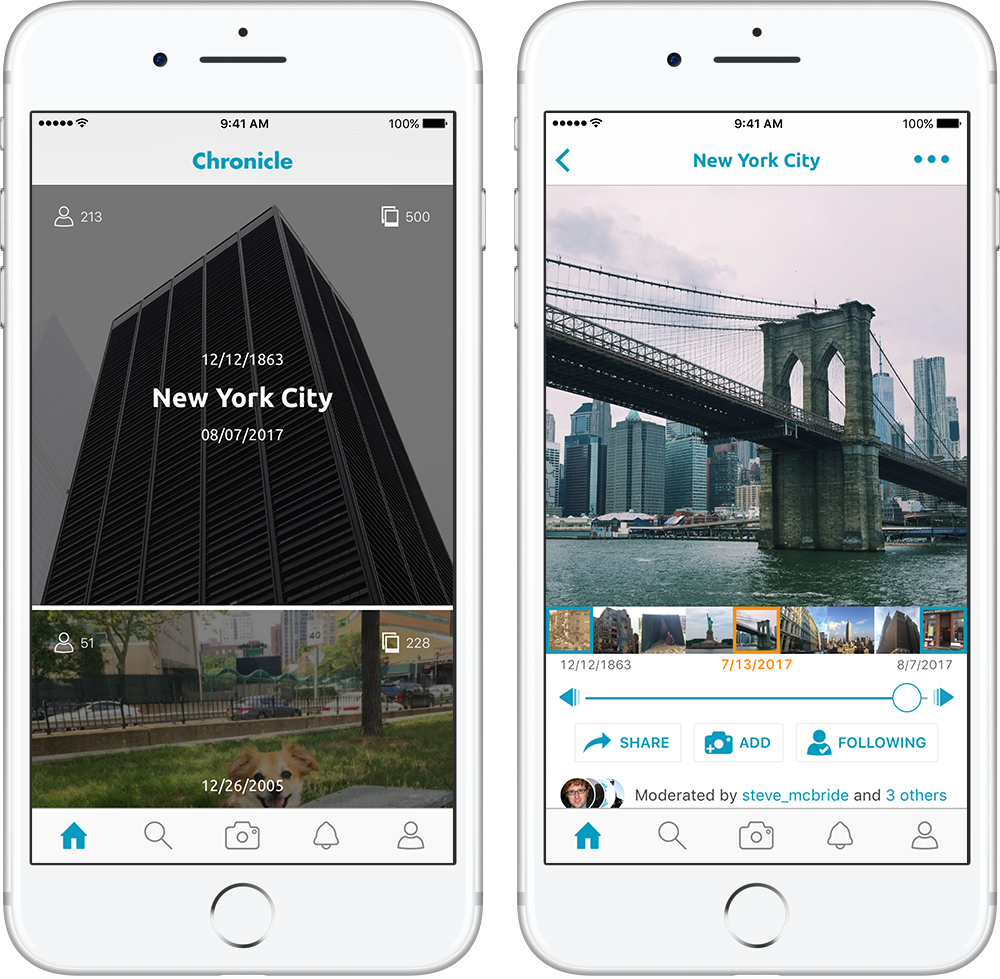 9:41 AM 100%
Chronicle
213 500
12/12/1863
New York City
08/07/2017
51 40 228
12/26/2005
9:41 AM 100%
New York City
12/12/1863 7/13/2017 8/7/2017
SHARE ADD FOLLOWING
Moderated by steve_mcbride and 3 others